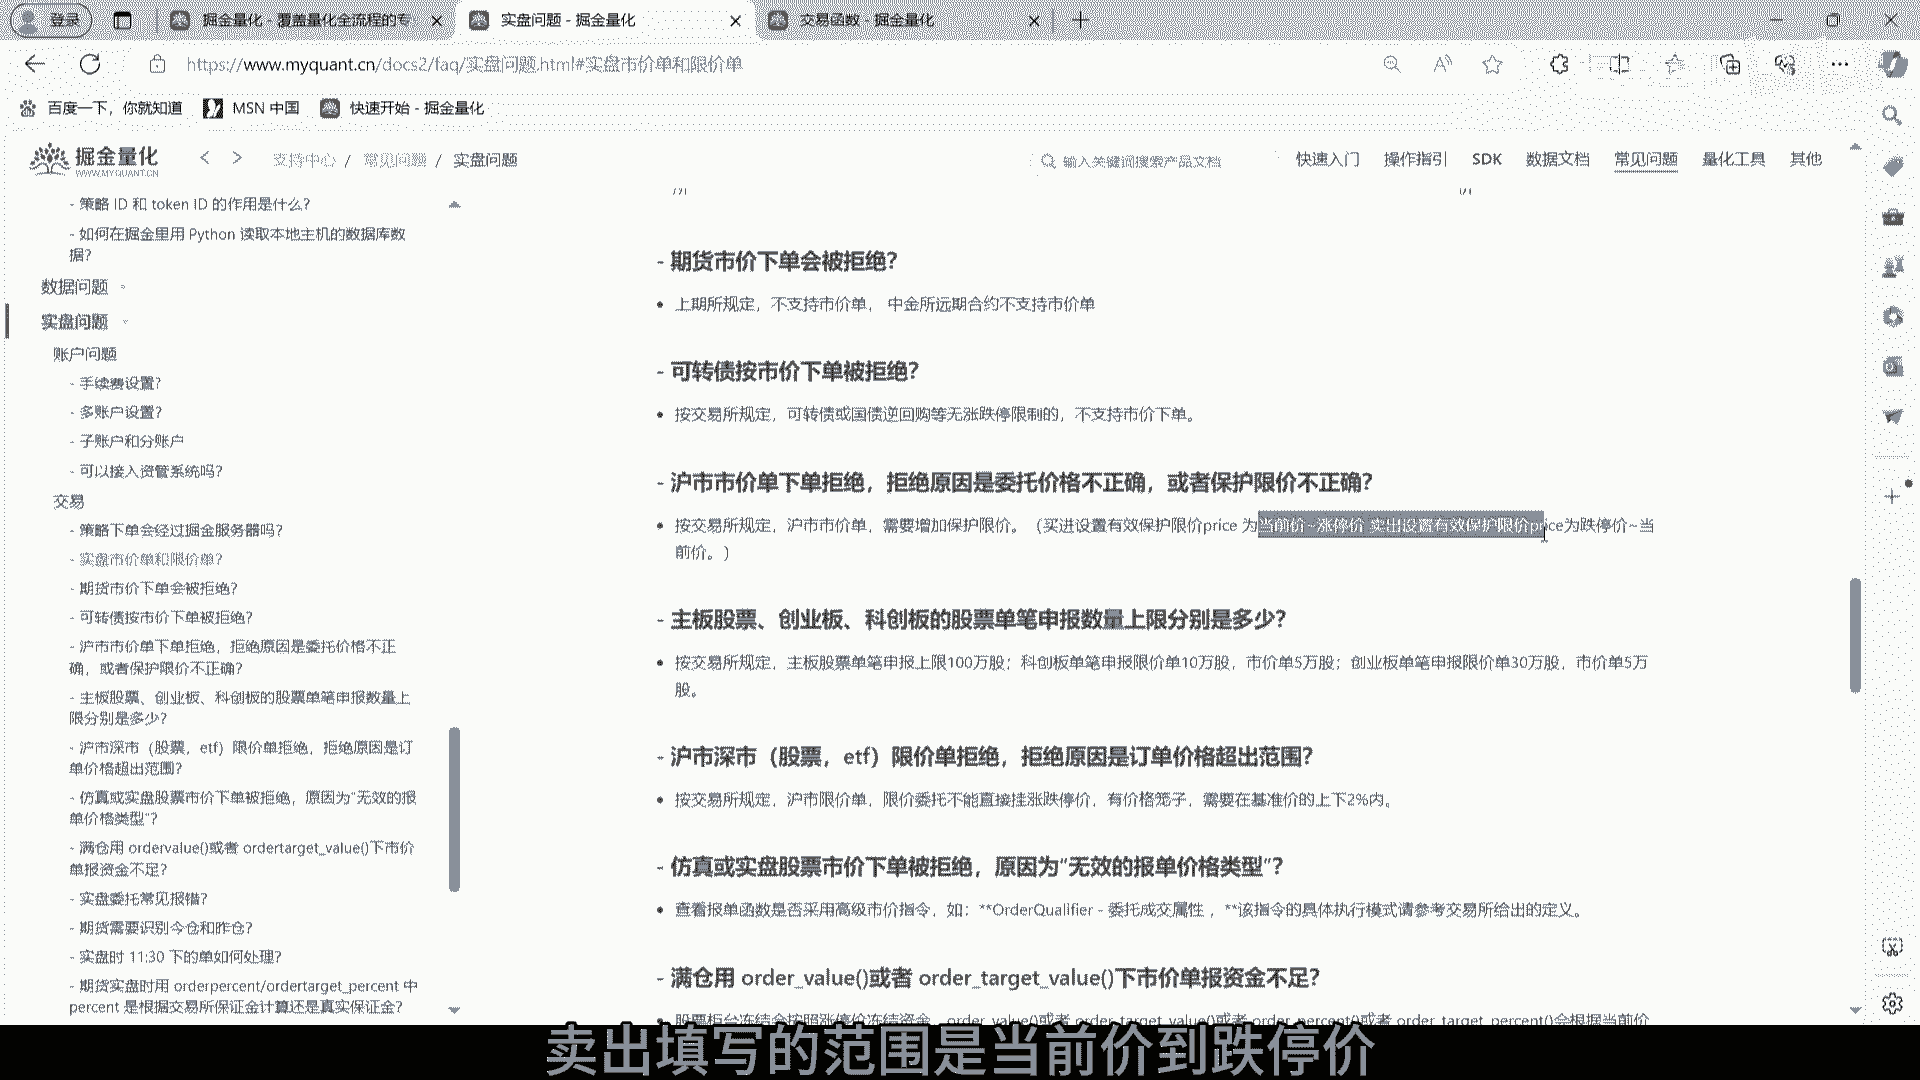 登录
掘金量化 - 覆盖量化全流程的专
实盘问题 - 掘金量化
交易函数 - 掘金量化
https://www.myquant.cn/docs2/faq/实盘问题.html#实盘市价单和限价单
百度一下，你就知道
MSN 中国
快速开始 - 掘金量化
掘金量化
WWW.MYQUANT.CN
支持中心 / 常见问题 / 实盘问题
输入关键词搜索产品文档
快速入门
操作指引
SDK
数据文档
常见问题
量化工具
其他
- 策略 ID 和 token ID 的作用是什么？
- 如何在掘金里用 Python 读取本地主机的数据库数
据？
数据问题
实盘问题
账户问题
- 手续费设置？
- 多账户设置？
- 子账户和分账户
- 可以接入资管系统吗？
交易
- 策略下单会经过掘金服务器吗？
- 实盘市价单和限价单？
- 期货市价下单会被拒绝？
- 可转债按市价下单被拒绝？
- 沪市市价单下单拒绝，拒绝原因是委托价格不正
确，或者保护限价不正确？
- 主板股票、创业板、科创板的股票单笔申报数量上
限分别是多少？
- 沪市深市（股票，etf）限价单拒绝，拒绝原因是订
单价格超出范围？
- 仿真或实盘股票市价下单被拒绝，原因为“无效的报
单价格类型”？
- 满仓用 ordervalue()或者 ordertarget_value()下市价
单报资金不足？
- 实盘委托常见报错？
- 期货需要识别今仓和昨仓？
- 实盘时 11:30 下的单如何处理？
- 期货实盘时用 orderpercent/ordertarget_percent 中
percent 是根据交易所保证金计算还是真实保证金？
- 期货市价下单会被拒绝？
• 上期所规定，不支持市价单， 中金所远期合约不支持市价单
- 可转债按市价下单被拒绝？
• 按交易所规定，可转债或国债逆回购等无涨跌停限制的，不支持市价下单。
- 沪市市价单下单拒绝，拒绝原因是委托价格不正确，或者保护限价不正确？
• 按交易所规定，沪市市价单，需要增加保护限价。（买进设置有效保护限价price 为当前价~涨停价 卖出设置有效保护限价price为跌停价~当
前价。）
- 主板股票、创业板、科创板的股票单笔申报数量上限分别是多少？
• 按交易所规定，主板股票单笔申报上限100万股；科创板单笔申报限价单10万股，市价单5万股；创业板单笔申报限价单30万股，市价单5万
股。
- 沪市深市（股票，etf）限价单拒绝，拒绝原因是订单价格超出范围？
• 按交易所规定，沪市限价单，限价委托不能直接挂涨跌停价，有价格笼子，需要在基准价的上下2%内。
- 仿真或实盘股票市价下单被拒绝，原因为“无效的报单价格类型”？
• 查看报单函数是否采用高级市价指令，如：**OrderQualifier - 委托成交属性 ，**该指令的具体执行模式请参考交易所给出的定义。
- 满仓用 order_value()或者 order_target_value()下市价单报资金不足？
• 股票柜台冻结会按照涨停价冻结资金，order_value()或者 order_target_value()或者 order_percent()或者 order_target_percent()会根据当前价
卖出填写的范围是当前价到跌停价